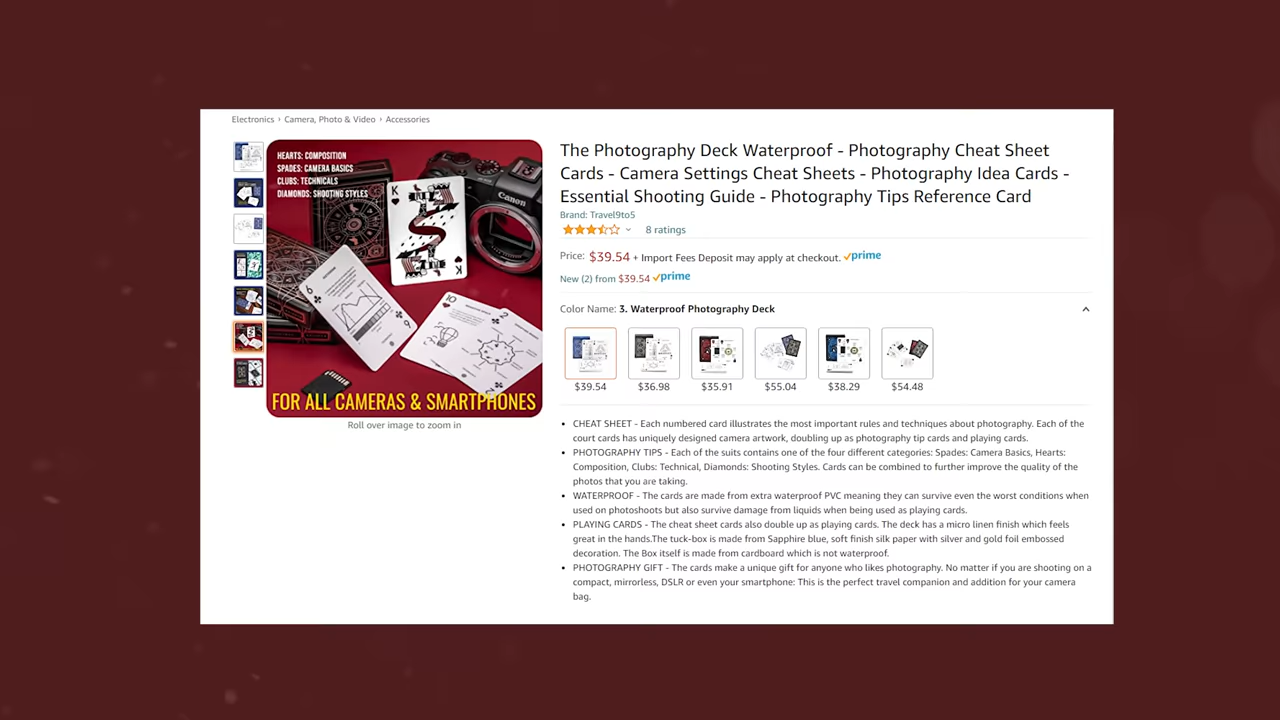 Electronics › Camera, Photo & Video › Accessories
HEARTS: COMPOSITION
SPADES: CAMERA BASICS
CLUBS: TECHNICALS
DIAMONDS: SHOOTING STYLES
K
Canon
K
6
9
10
2
2
FOR ALL CAMERAS & SMARTPHONES
Roll over image to zoom in
The Photography Deck Waterproof - Photography Cheat Sheet
Cards - Camera Settings Cheat Sheets - Photography Idea Cards -
Essential Shooting Guide - Photography Tips Reference Card
Brand: Travel9to5
8 ratings
Price: $39.54 + Import Fees Deposit may apply at checkout. prime
New (2) from $39.54 prime
Color Name: 3. Waterproof Photography Deck
$39.54 $36.98 $35.91 $55.04 $38.29 $54.48
• CHEAT SHEET - Each numbered card illustrates the most important rules and techniques about photography. Each of the
court cards has uniquely designed camera artwork, doubling up as photography tip cards and playing cards.
• PHOTOGRAPHY TIPS - Each of the suits contains one of the four different categories: Spades: Camera Basics, Hearts:
Composition, Clubs: Technical, Diamonds: Shooting Styles. Cards can be combined to further improve the quality of the
photos that you are taking.
• WATERPROOF - The cards are made from extra waterproof PVC meaning they can survive even the worst conditions when
used on photoshoots but also survive damage from liquids when being used as playing cards.
• PLAYING CARDS - The cheat sheet cards also double up as playing cards. The deck has a micro linen finish which feels
great in the hands.The tuck-box is made from Sapphire blue, soft finish silk paper with silver and gold foil embossed
decoration. The Box itself is made from cardboard which is not waterproof.
• PHOTOGRAPHY GIFT - The cards make a unique gift for anyone who likes photography. No matter if you are shooting on a
compact, mirrorless, DSLR or even your smartphone: This is the perfect travel companion and addition for your camera
bag.